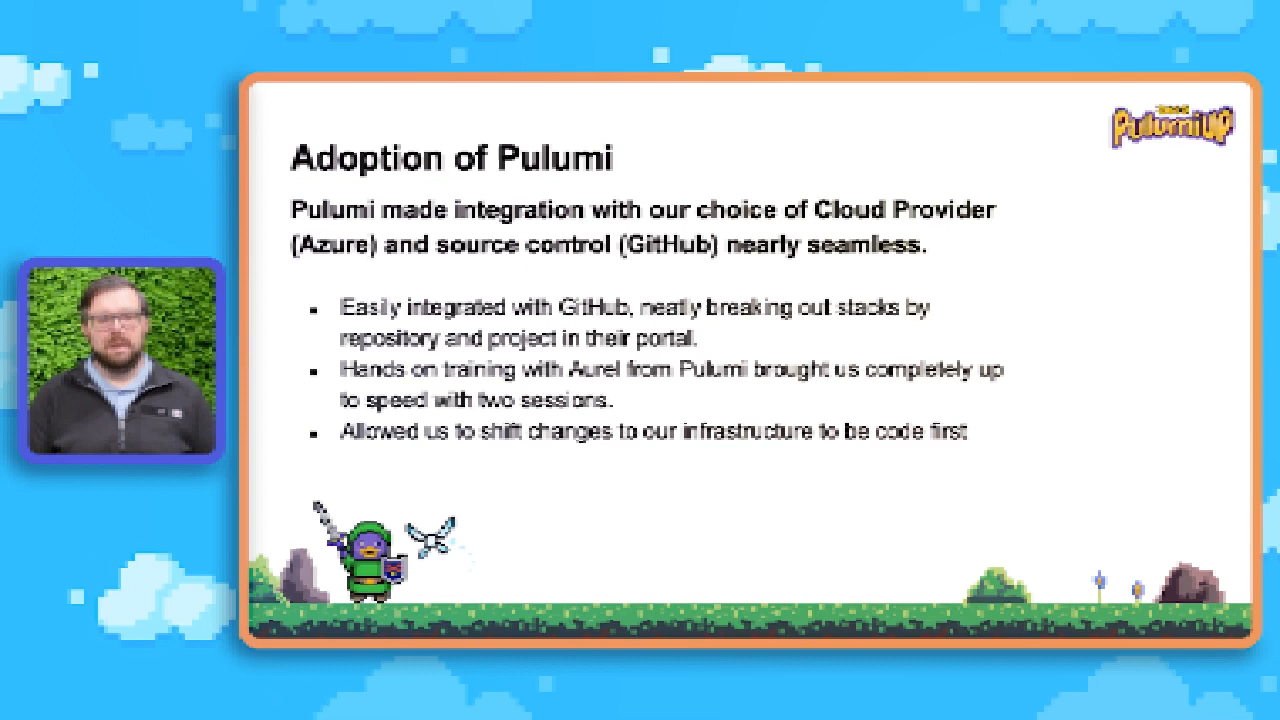 PulumiUP
Adoption of Pulumi
Pulumi made integration with our choice of Cloud Provider
(Azure) and source control (GitHub) nearly seamless.
▪ Easily integrated with GitHub, neatly breaking out stacks by
repository and project in their portal.
▪ Hands on training with Aurel from Pulumi brought us completely up
to speed with two sessions.
▪ Allowed us to shift changes to our infrastructure to be code first